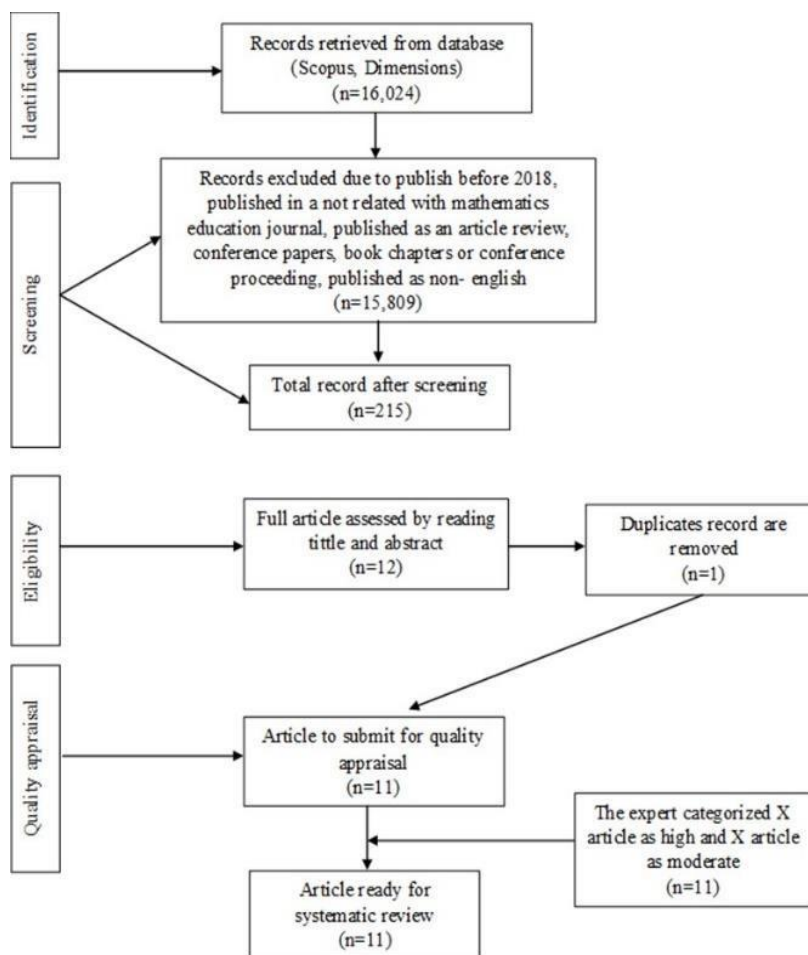 Identification
Records retrieved from database
(Scopus, Dimensions)
(n=16,024)
Screening
Records excluded due to publish before 2018,
published in a not related with mathematics
education journal, published as an article review,
conference papers, book chapters or conference
proceeding, published as non- english
(n=15,809)
Total record after screening
(n=215)
Eligibility
Full article assessed by reading
tittle and abstract
(n=12)
Duplicates record are
removed
(n=1)
Quality appraisal
Article to submit for quality
appraisal
(n=11)
The expert categorized X
article as high and X article
as moderate
(n=11)
Article ready for
systematic review
(n=11)